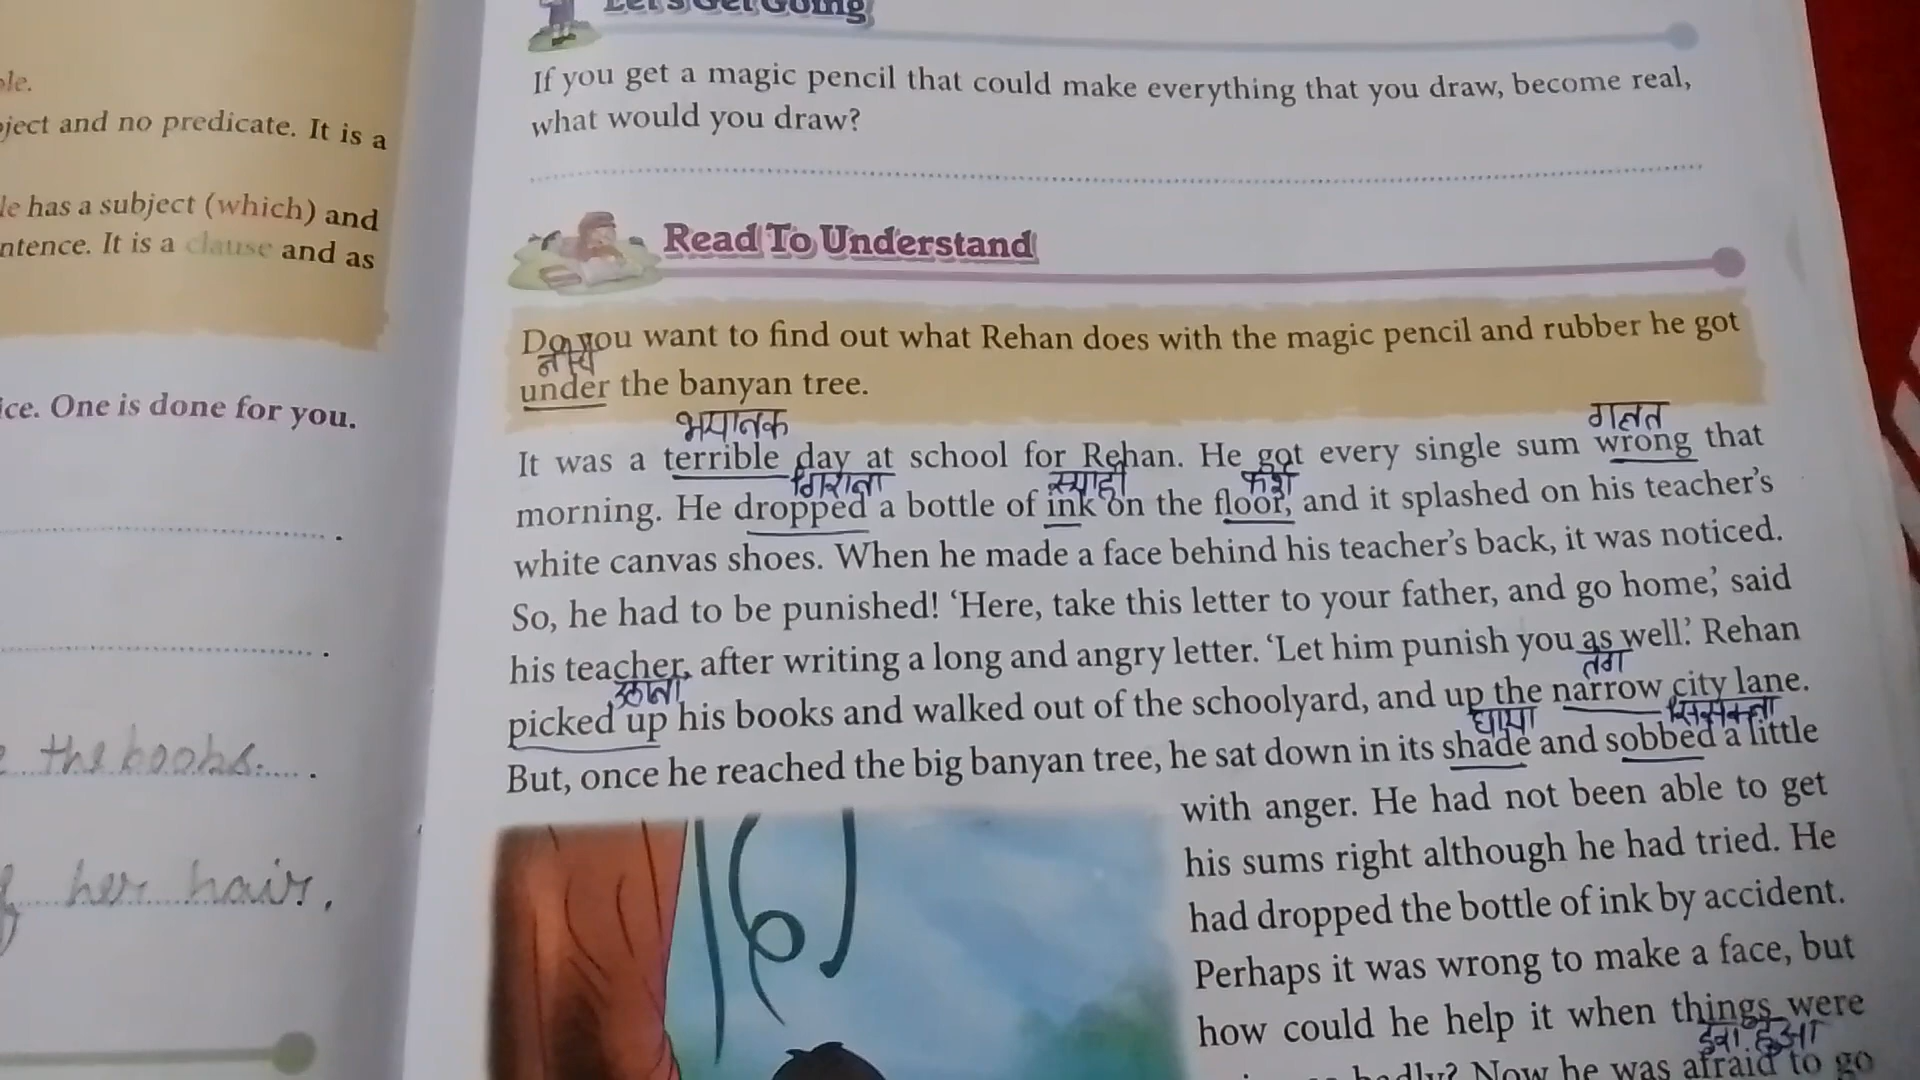 Let's Get Going
If you get a magic pencil that could make everything that you draw, become real,
what would you draw?
Read To Understand
Do you want to find out what Rehan does with the magic pencil and rubber he got
नीचे
under the banyan tree.
भयानक गलत
It was a terrible day at school for Rehan. He got every single sum wrong that
गिराना स्याही फर्श
morning. He dropped a bottle of ink on the floor, and it splashed on his teacher's
white canvas shoes. When he made a face behind his teacher's back, it was noticed.
So, he had to be punished! 'Here, take this letter to your father, and go home,' said
his teacher, after writing a long and angry letter. 'Let him punish you as well.' Rehan
उठाना तंग
picked up his books and walked out of the schoolyard, and up the narrow city lane.
छाया सिसकना
But, once he reached the big banyan tree, he sat down in its shade and sobbed a little
with anger. He had not been able to get
his sums right although he had tried. He
had dropped the bottle of ink by accident.
Perhaps it was wrong to make a face, but
how could he help it when things were
हुआ
badly? Now he was afraid to go
ject and no predicate. It is a
has a subject (which) and
ntence. It is a clause and as
ice. One is done for you.
the books.
her hair.